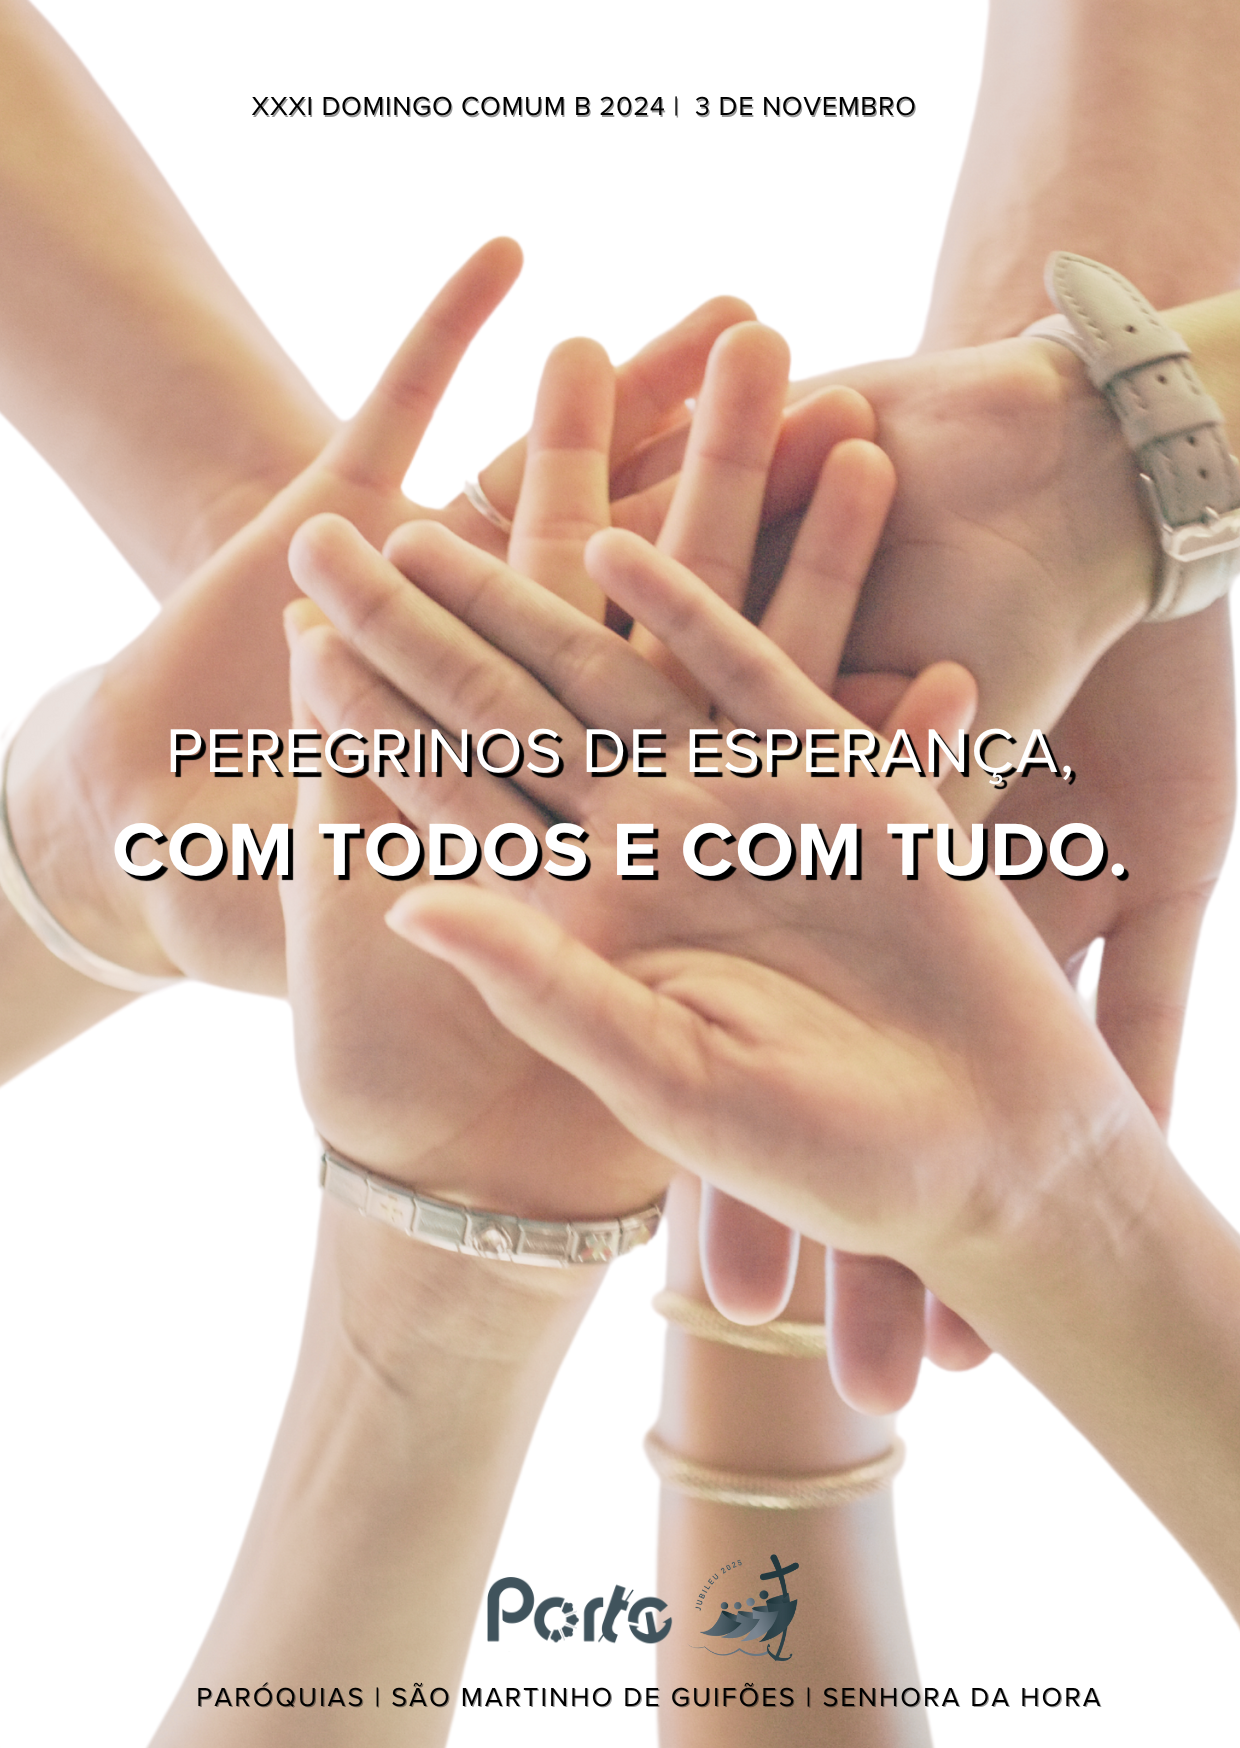 XXXI DOMINGO COMUM B 2024 | 3 DE NOVEMBRO
PEREGRINOS DE ESPERANÇA,
COM TODOS E COM TUDO.
Porto
JUBILEU 2025
PARÓQUIAS | SÃO MARTINHO DE GUIFÕES | SENHORA DA HORA